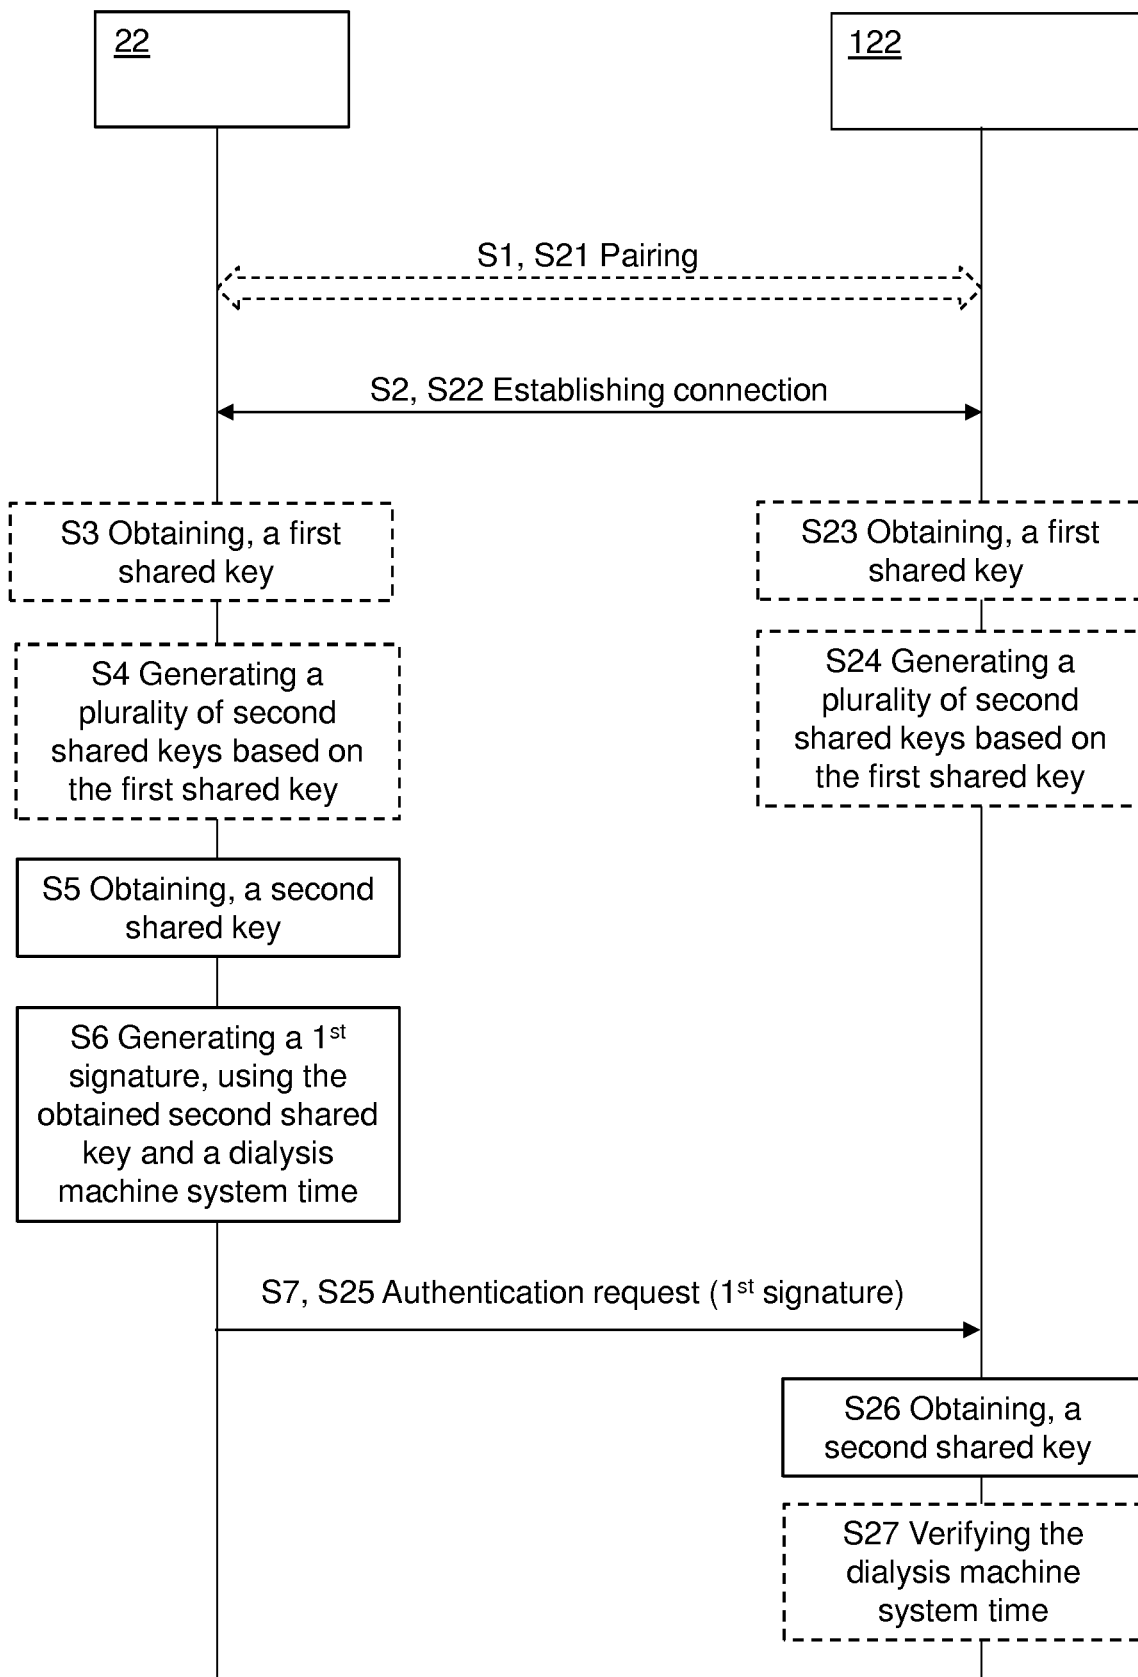 22
122
S1, S21 Pairing
S2, S22 Establishing connection
S3 Obtaining, a first
shared key
S23 Obtaining, a first
shared key
S4 Generating a
plurality of second
shared keys based on
the first shared key
S24 Generating a
plurality of second
shared keys based on
the first shared key
S5 Obtaining, a second
shared key
S6 Generating a 1st
signature, using the
obtained second shared
key and a dialysis
machine system time
S7, S25 Authentication request (1st signature)
S26 Obtaining, a
second shared key
S27 Verifying the
dialysis machine
system time